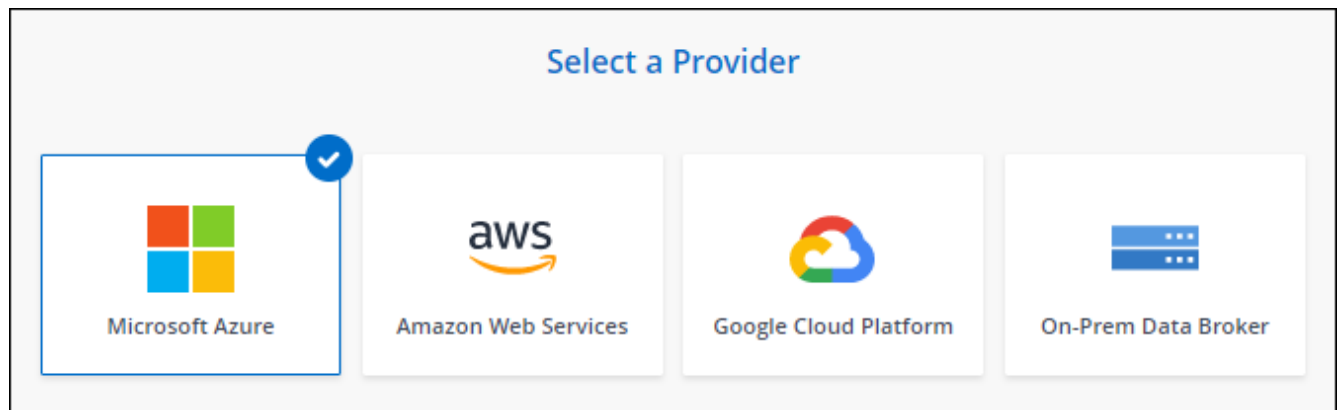 Select a Provider
aws
Microsoft Azure
Amazon Web Services
Google Cloud Platform
On-Prem Data Broker